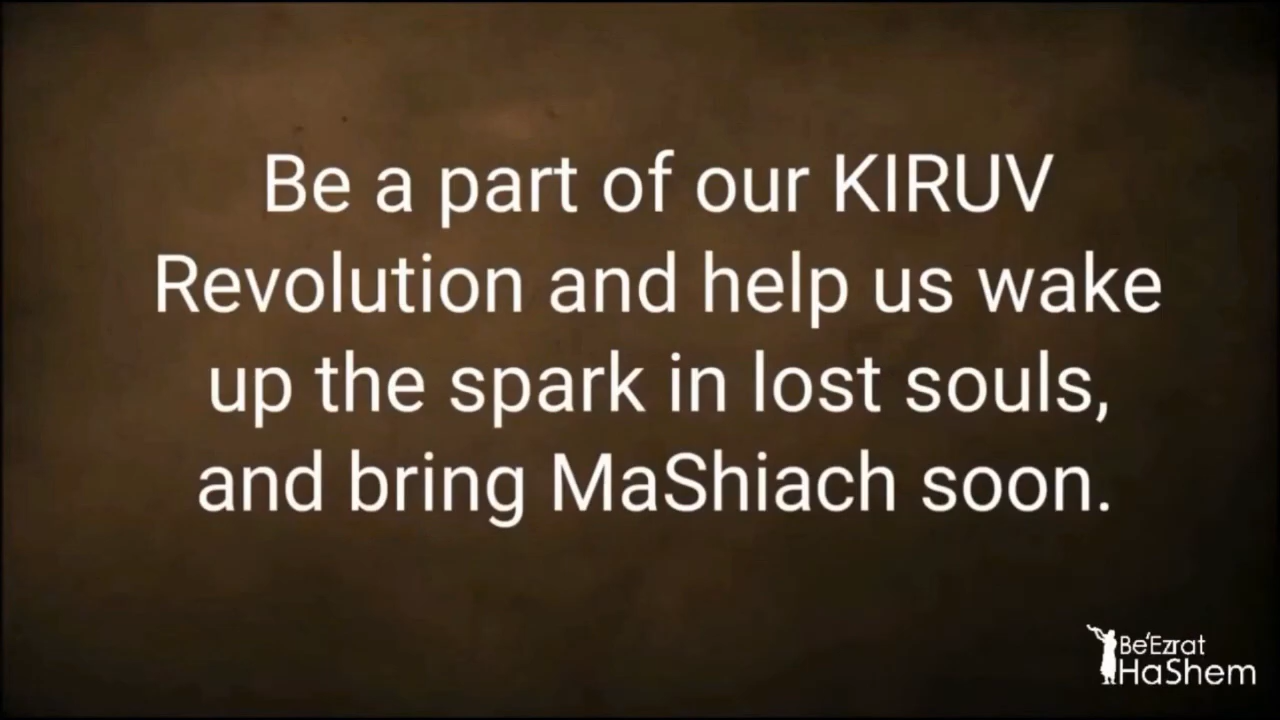 Be a part of our KIRUV
Revolution and help us wake
up the spark in lost souls,
and bring MaShiach soon.
Be'Ezrat
HaShem